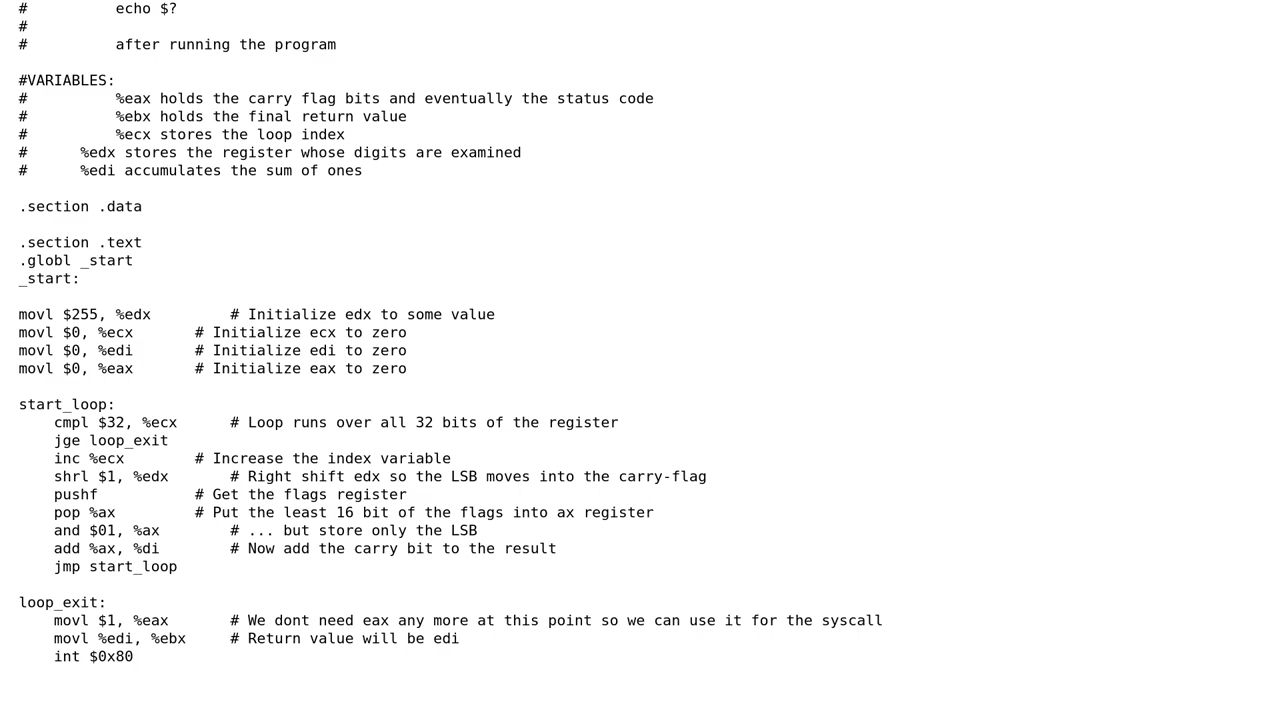 #          echo $?
#
#          after running the program

#VARIABLES:
#          %eax holds the carry flag bits and eventually the status code
#          %ebx holds the final return value
#          %ecx stores the loop index
#      %edx stores the register whose digits are examined
#      %edi accumulates the sum of ones

.section .data

.section .text
.globl _start
_start:

movl $255, %edx         # Initialize edx to some value
movl $0, %ecx       # Initialize ecx to zero
movl $0, %edi       # Initialize edi to zero
movl $0, %eax       # Initialize eax to zero

start_loop:
    cmpl $32, %ecx      # Loop runs over all 32 bits of the register
    jge loop_exit
    inc %ecx        # Increase the index variable
    shrl $1, %edx       # Right shift edx so the LSB moves into the carry-flag
    pushf           # Get the flags register
    pop %ax         # Put the least 16 bit of the flags into ax register
    and $01, %ax        # ... but store only the LSB
    add %ax, %di        # Now add the carry bit to the result
    jmp start_loop

loop_exit:
    movl $1, %eax       # We dont need eax any more at this point so we can use it for the syscall
    movl %edi, %ebx     # Return value will be edi
    int $0x80